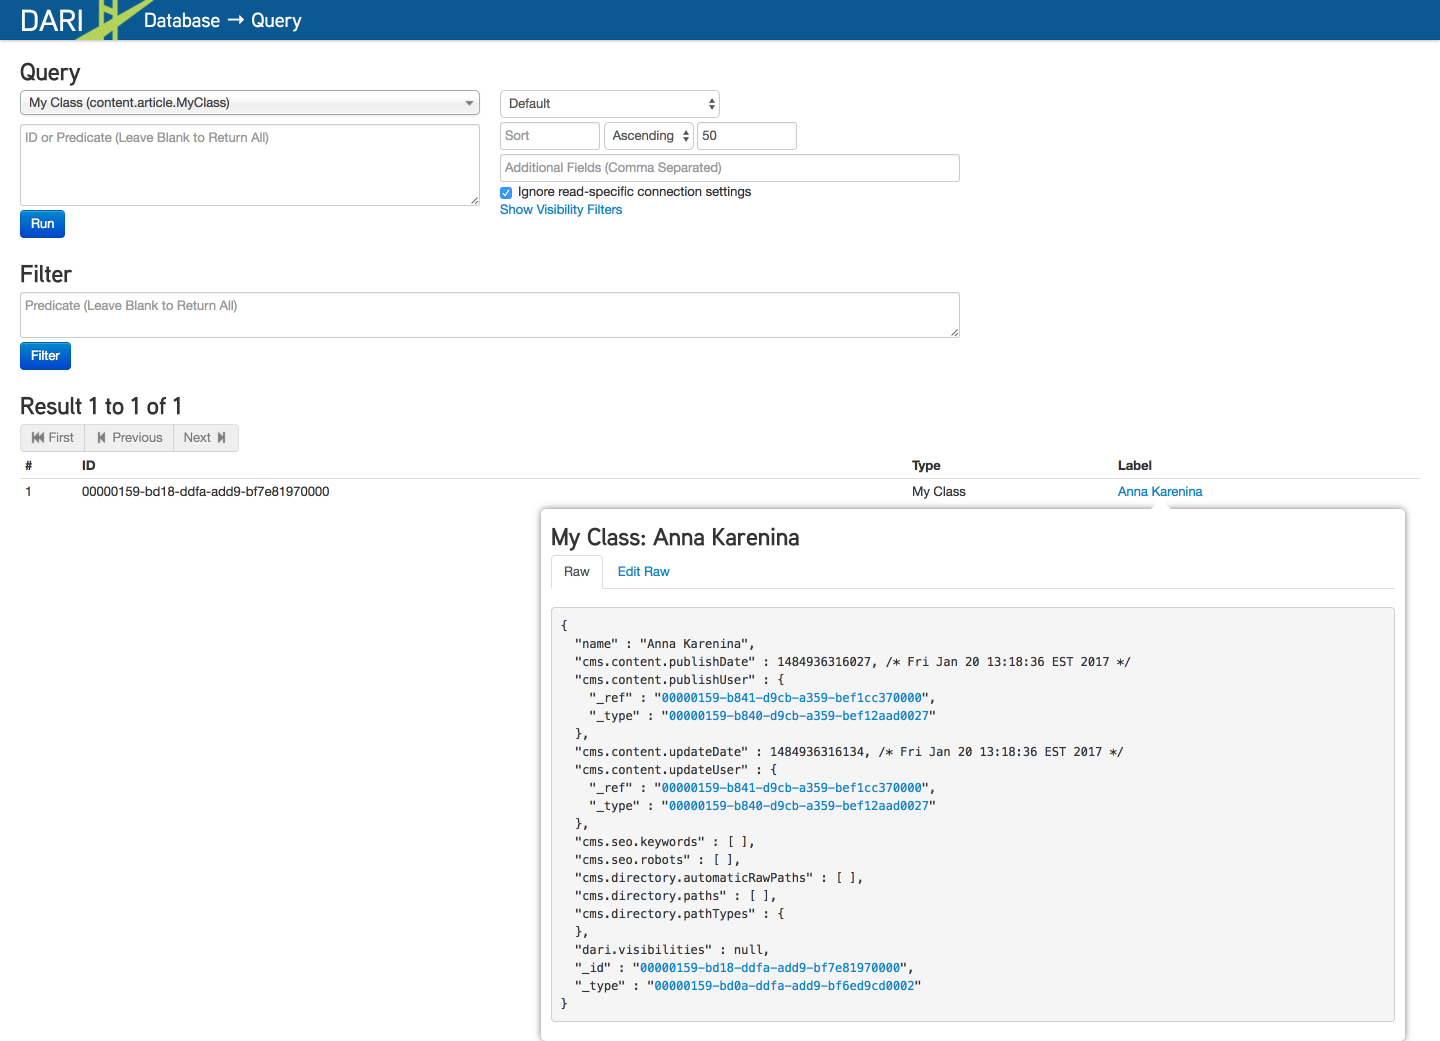 DARI Database → Query
Query
My Class (content.article.MyClass)
Default
ID or Predicate (Leave Blank to Return All)
Sort Ascending 50
Additional Fields (Comma Separated)
Ignore read-specific connection settings
Show Visibility Filters
Run
Filter
Predicate (Leave Blank to Return All)
Filter
Result 1 to 1 of 1
First Previous Next
# ID Type Label
1 00000159-bd18-ddfa-add9-bf7e81970000 My Class Anna Karenina
My Class: Anna Karenina
Raw Edit Raw
{
"name" : "Anna Karenina",
"cms.content.publishDate" : 1484936316027, /* Fri Jan 20 13:18:36 EST 2017 */
"cms.content.publishUser" : {
"_ref" : "00000159-b841-d9cb-a359-bef1cc370000",
"_type" : "00000159-b840-d9cb-a359-bef12aad0027"
},
"cms.content.updateDate" : 1484936316134, /* Fri Jan 20 13:18:36 EST 2017 */
"cms.content.updateUser" : {
"_ref" : "00000159-b841-d9cb-a359-bef1cc370000",
"_type" : "00000159-b840-d9cb-a359-bef12aad0027"
},
"cms.seo.keywords" : [ ],
"cms.seo.robots" : [ ],
"cms.directory.automaticRawPaths" : [ ],
"cms.directory.paths" : [ ],
"cms.directory.pathTypes" : {
},
"dari.visibilities" : null,
"_id" : "00000159-bd18-ddfa-add9-bf7e81970000",
"_type" : "00000159-bd0a-ddfa-add9-bf6ed9cd0002"
}